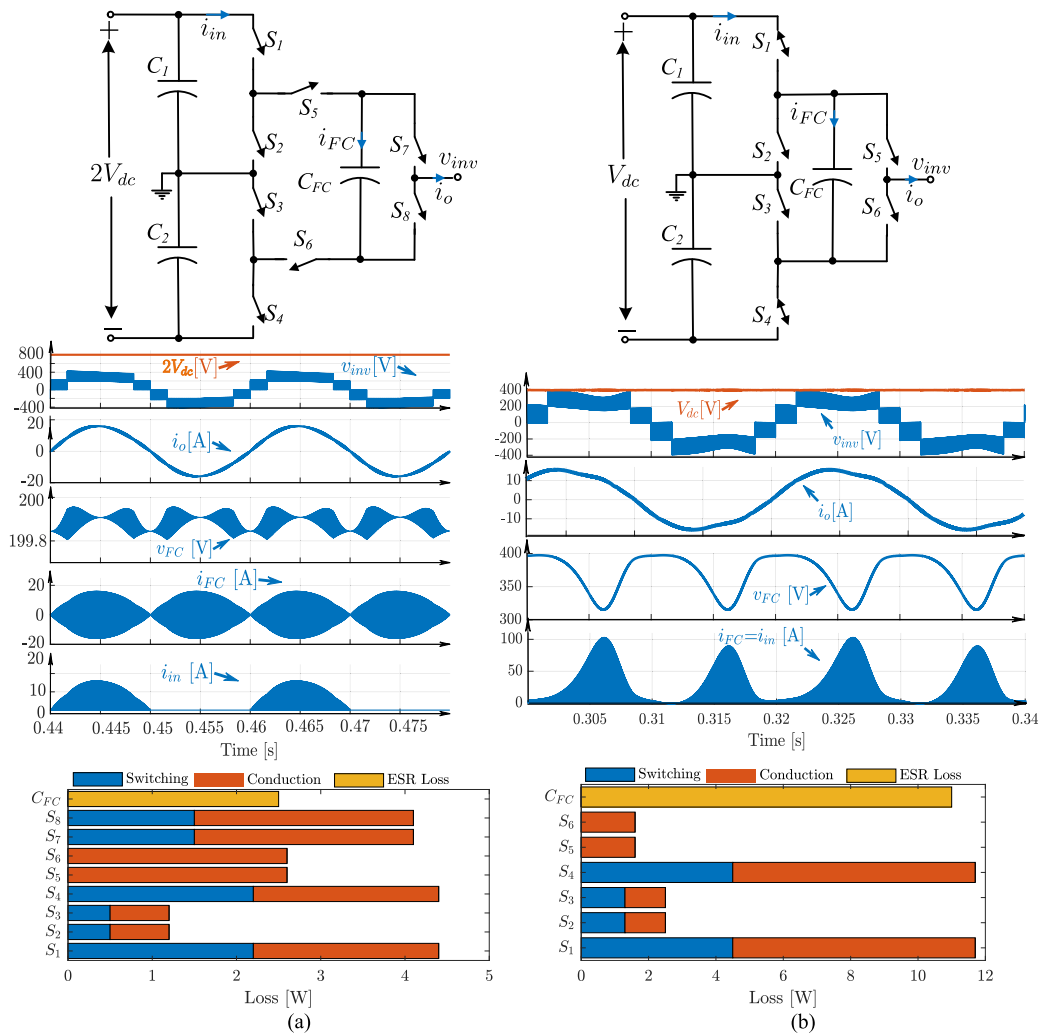 i_in
+
S_1
C_1
S_5
i_FC
S_7
S_2
v_inv
2V_dc
C_FC
i_o
S_3
S_8
C_2
S_6
S_4
−
800
400
0
-400
2V_dc[V]
v_inv[V]
20
0
-20
i_o[A]
200
199.8
v_FC [V]
20
0
-20
i_FC [A]
20
10
0
i_in [A]
0.44 0.445 0.45 0.455 0.46 0.465 0.47 0.475
Time [s]
Switching Conduction ESR Loss
C_FC
S_8
S_7
S_6
S_5
S_4
S_3
S_2
S_1
0 1 2 3 4 5
Loss [W]
(a)
i_in
+
S_1
C_1
i_FC
S_5
S_2
v_inv
V_dc
C_FC
i_o
S_3
S_6
C_2
S_4
−
400
200
0
-200
-400
V_dc[V]
v_inv[V]
10
0
-10
i_o[A]
400
350
300
v_FC [V]
100
50
0
i_FC=i_in [A]
0.305 0.31 0.315 0.32 0.325 0.33 0.335 0.34
Time [s]
Switching Conduction ESR Loss
C_FC
S_6
S_5
S_4
S_3
S_2
S_1
0 2 4 6 8 10 12
Loss [W]
(b)